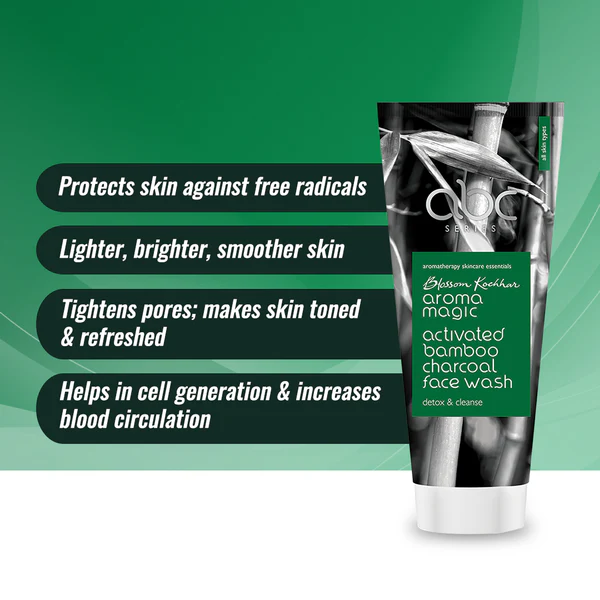 Protects skin against free radicals
Lighter, brighter, smoother skin
Tightens pores; makes skin toned
& refreshed
Helps in cell generation & increases
blood circulation
all skin types
abc
SERIES
aromatherapy skincare essentials
Blossom Kochhar
aroma
magic
activated
bamboo
charcoal
face wash
detox & cleanse